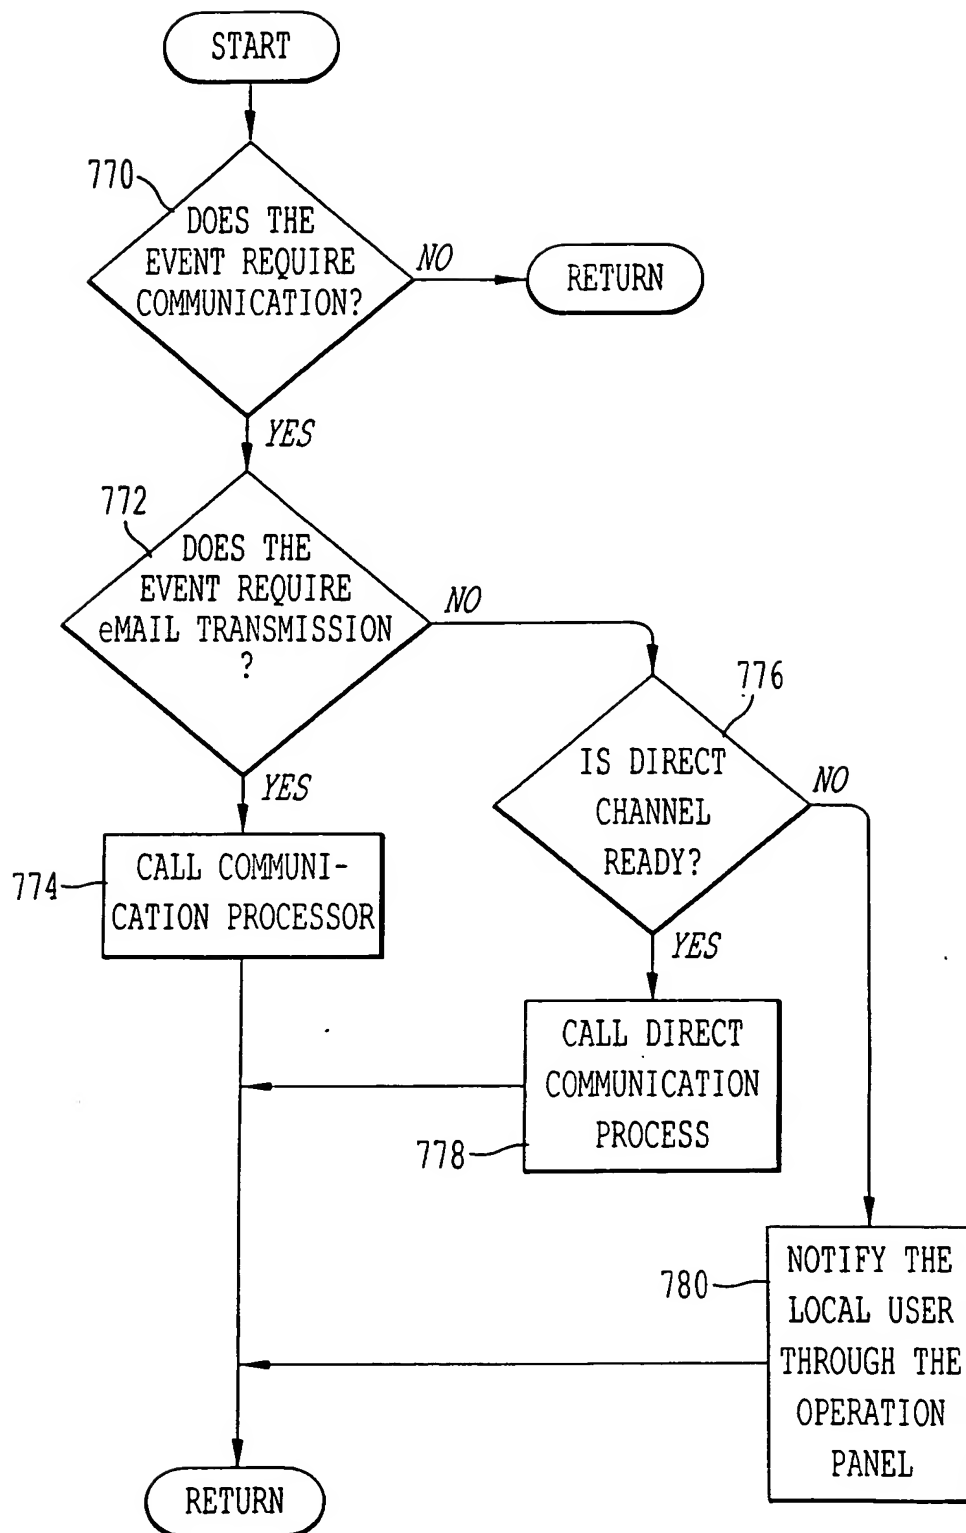 START
770
DOES THE
EVENT REQUIRE
COMMUNICATION?
NO
RETURN
YES
772
DOES THE
EVENT REQUIRE
eMAIL TRANSMISSION
?
NO
776
IS DIRECT
CHANNEL
READY?
NO
YES
774
CALL COMMUNI-
CATION PROCESSOR
YES
CALL DIRECT
COMMUNICATION
PROCESS
778
780
NOTIFY THE
LOCAL USER
THROUGH THE
OPERATION
PANEL
RETURN